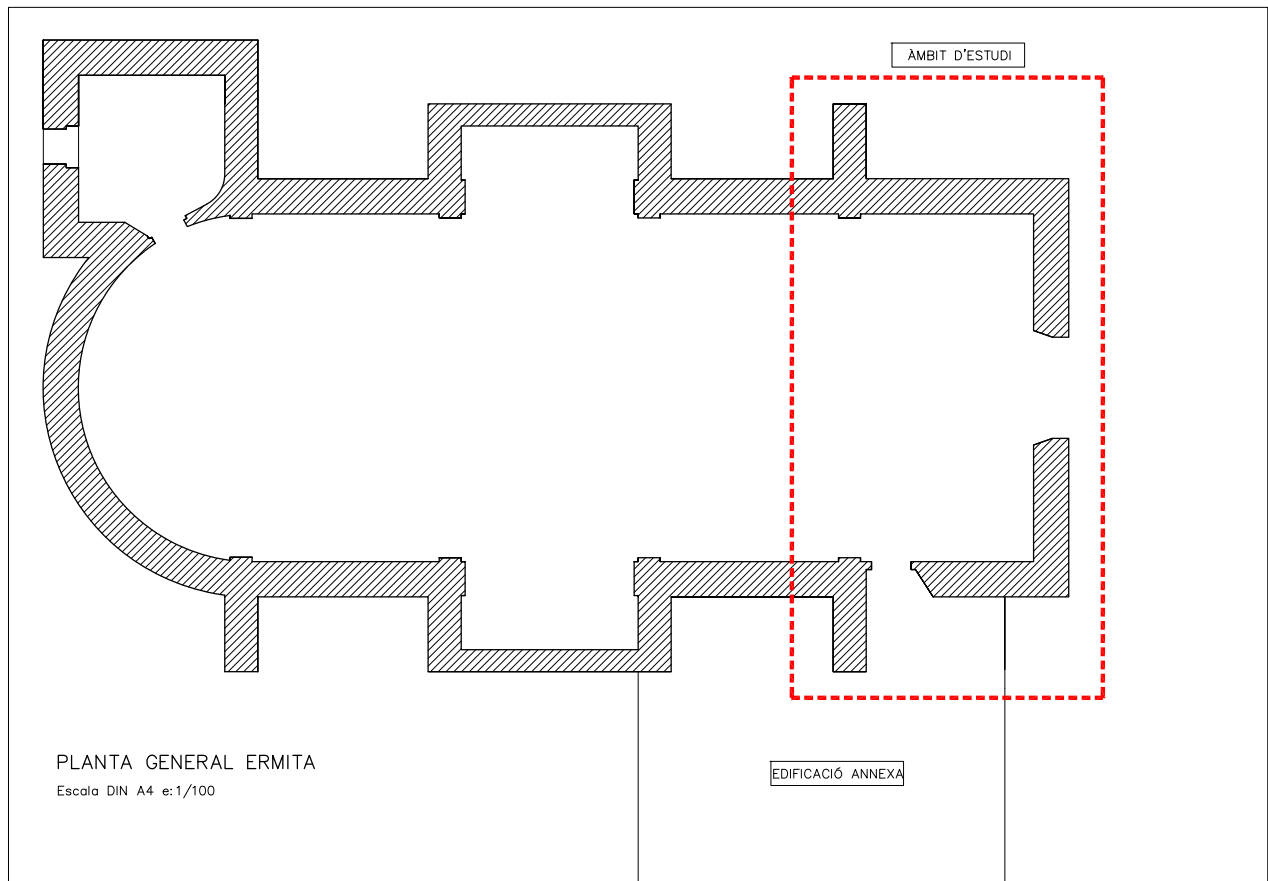 ÀMBIT D'ESTUDI
PLANTA GENERAL ERMITA
Escala DIN A4 e:1/100
EDIFICACIÓ ANNEXA